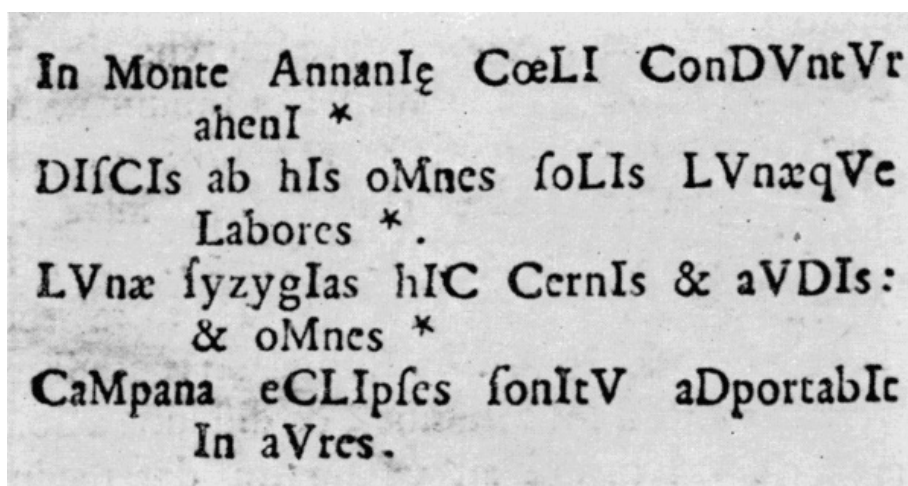 In Monte AnnanIę CœLI ConDVntVr
ahenI *
DIſCIs ab hIs oMnes ſoLIs LVnæqVe
Labores *.
LVnæ ſyzygIas hIC CernIs & aVDIs:
& oMnes *
CaMpana eCLIpſes ſonItV aDportabIt
In aVres.